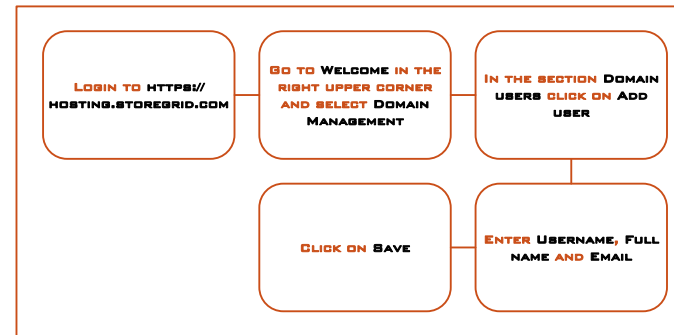 Login to https://
hosting.storegrid.com
Go to Welcome in the
right upper corner
and select Domain
Management
In the section Domain
users click on Add
user
Enter Username, Full
name and Email
Click on Save